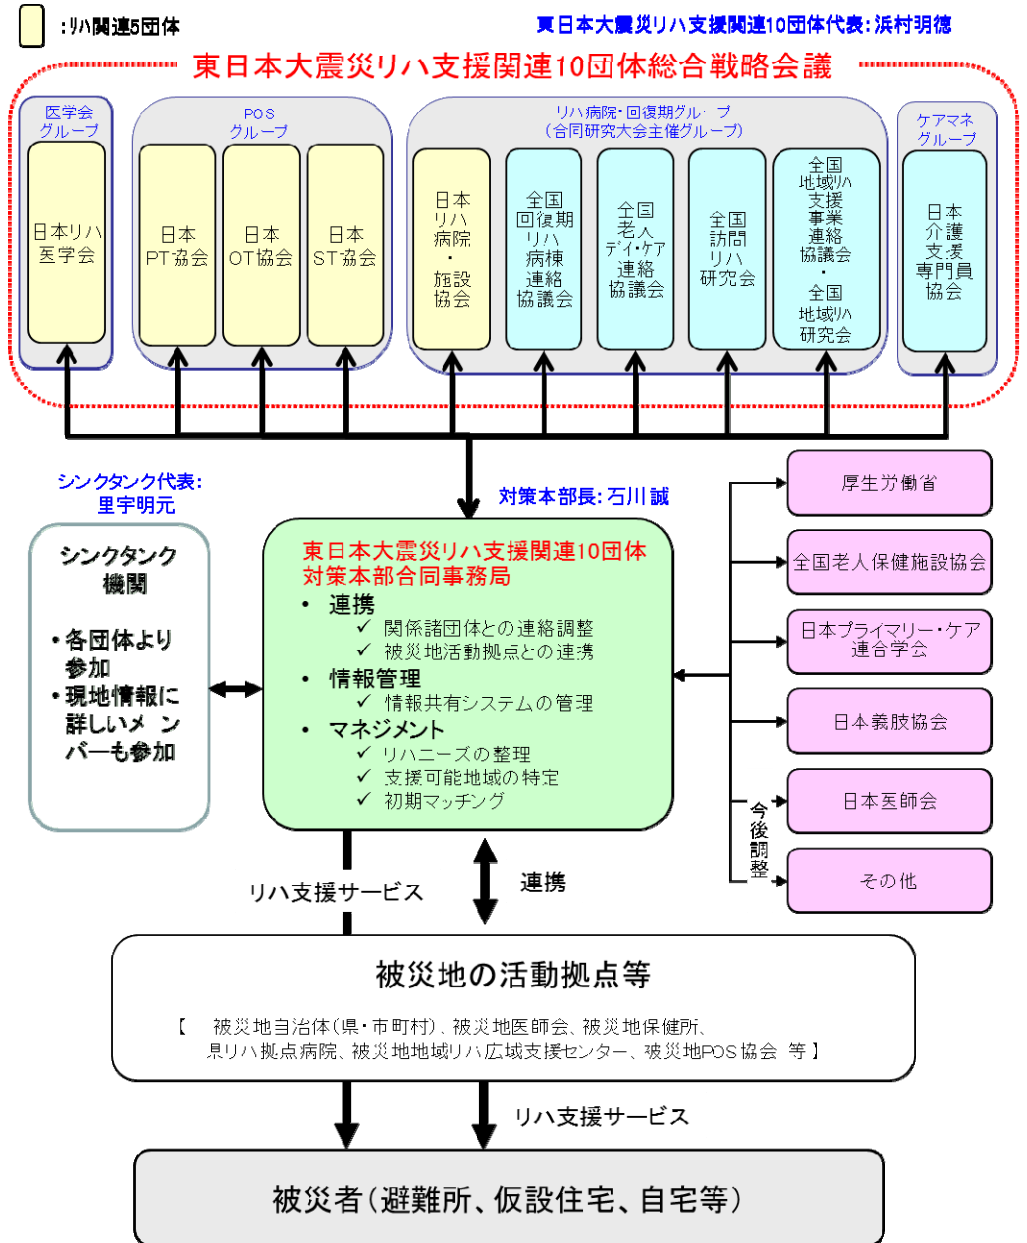 :ﾘﾊ関連5団体
東日本大震災リハ支援関連10団体代表:浜村明徳
東日本大震災リハ支援関連10団体総合戦略会議
医学会
グループ
POS
グループ
リハ病院・回復期グループ
(合同研究大会主催グループ)
ケアマネ
グループ
日本リハ
医学会
日本
PT協会
日本
OT協会
日本
ST協会
日本
リハ
病院
・
施設
協会
全国
回復期
リハ
病棟
連絡
協議会
全国
老人
ﾃﾞｲ・ケア
連絡
協議会
全国
訪問
リハ
研究会
全国
地域ﾘﾊ
支援
事業
連絡
協議会
・
全国
地域ﾘﾊ
研究会
日本
介護
支援
専門員
協会
シンクタンク代表:
里宇明元
対策本部長:石川誠
シンクタンク
機関
・各団体より
参加
・現地情報に
詳しいメン
バーも参加
東日本大震災リハ支援関連10団体
対策本部合同事務局
• 連携
✓ 関係諸団体との連絡調整
✓ 被災地活動拠点との連携
• 情報管理
✓ 情報共有システムの管理
• マネジメント
✓ リハニーズの整理
✓ 支援可能地域の特定
✓ 初期マッチング
厚生労働省
全国老人保健施設協会
日本プライマリー・ケア
連合学会
日本義肢協会
日本医師会
その他
今後調整
リハ支援サービス
連携
被災地の活動拠点等
【 被災地自治体(県・市町村)、被災地医師会、被災地保健所、
県リハ拠点病院、被災地地域リハ広域支援センター、被災地POS協会 等】
リハ支援サービス
被災者(避難所、仮設住宅、自宅等)